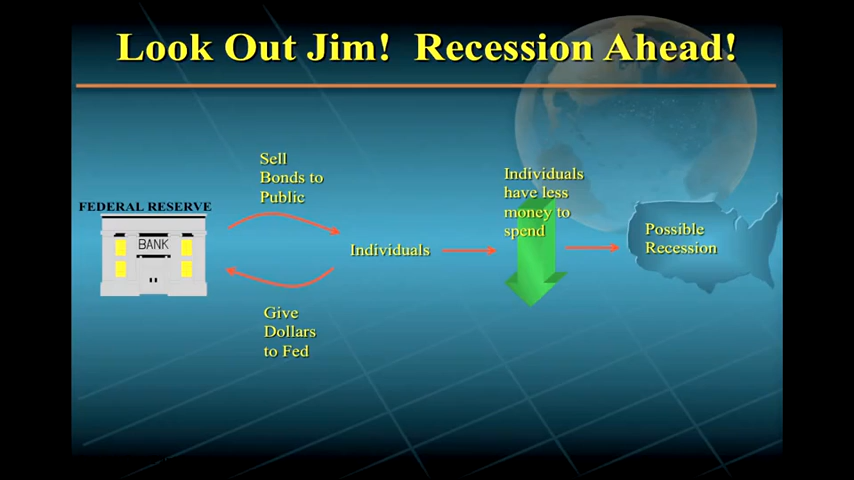 Look Out Jim! Recession Ahead!
Sell
Bonds to
Public
FEDERAL RESERVE
BANK
Individuals
Give
Dollars
to Fed
Individuals
have less
money to
spend
Possible
Recession